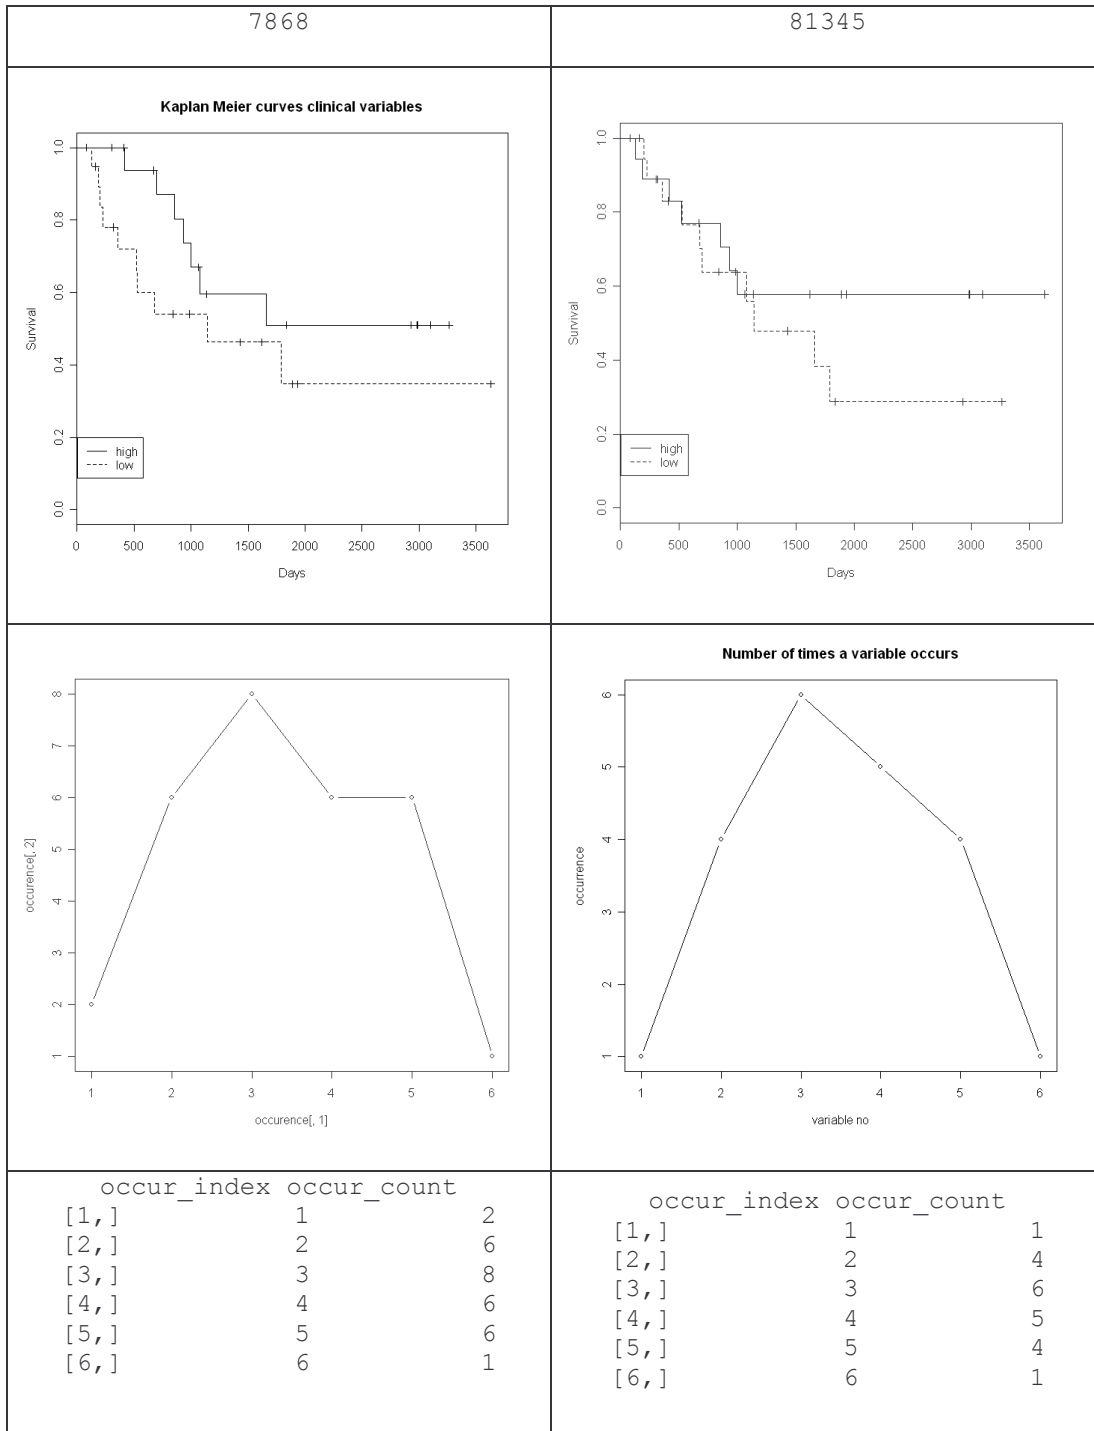 7868
81345
Kaplan Meier curves clinical variables
1.0
0.8
0.6
0.4
0.2
0.0
Survival
high
low
0 500 1000 1500 2000 2500 3000 3500
Days
1.0
0.8
0.6
0.4
0.2
0.0
Survival
high
low
0 500 1000 1500 2000 2500 3000 3500
Days
8
7
6
5
4
3
2
1
occurence[, 2]
1 2 3 4 5 6
occurence[, 1]
Number of times a variable occurs
6
5
4
3
2
1
occurrence
1 2 3 4 5 6
variable no
occur_index occur_count
[1,] 1 2
[2,] 2 6
[3,] 3 8
[4,] 4 6
[5,] 5 6
[6,] 6 1
occur_index occur_count
[1,] 1 1
[2,] 2 4
[3,] 3 6
[4,] 4 5
[5,] 5 4
[6,] 6 1